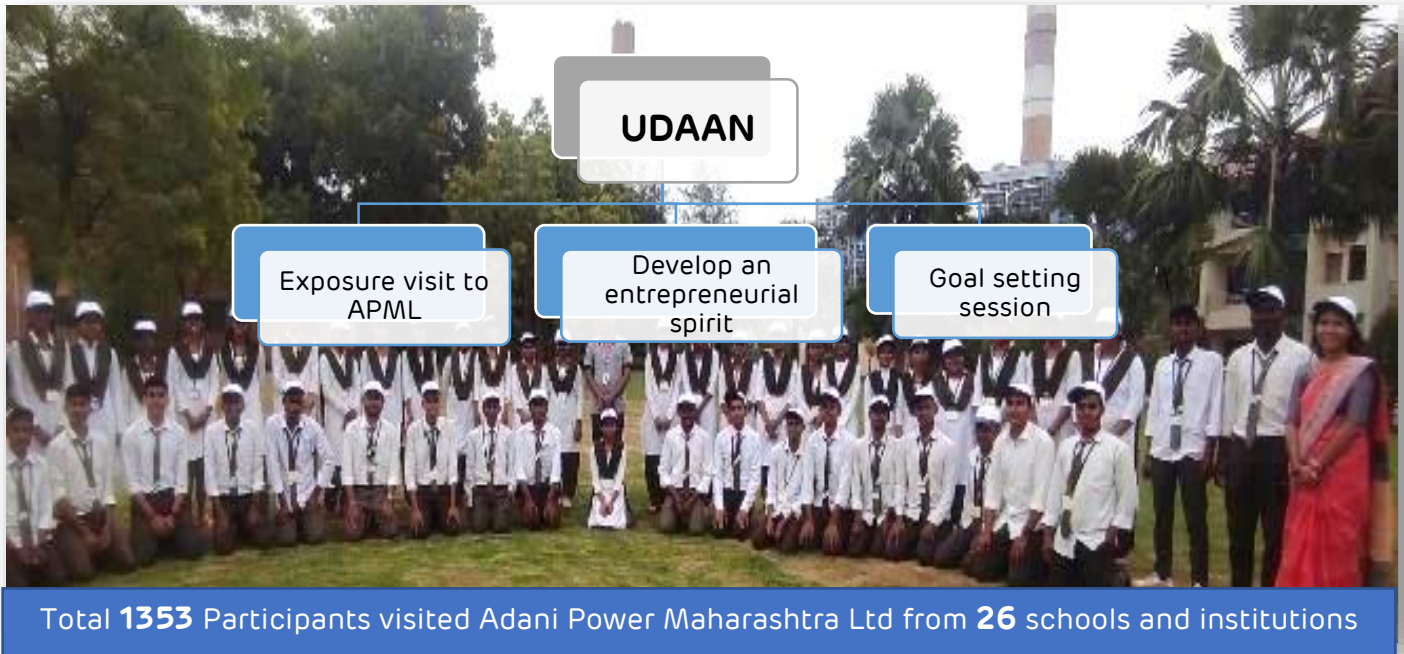 UDAAN
Exposure visit to
APML
Develop an
entrepreneurial
spirit
Goal setting
session
Total 1353 Participants visited Adani Power Maharashtra Ltd from 26 schools and institutions